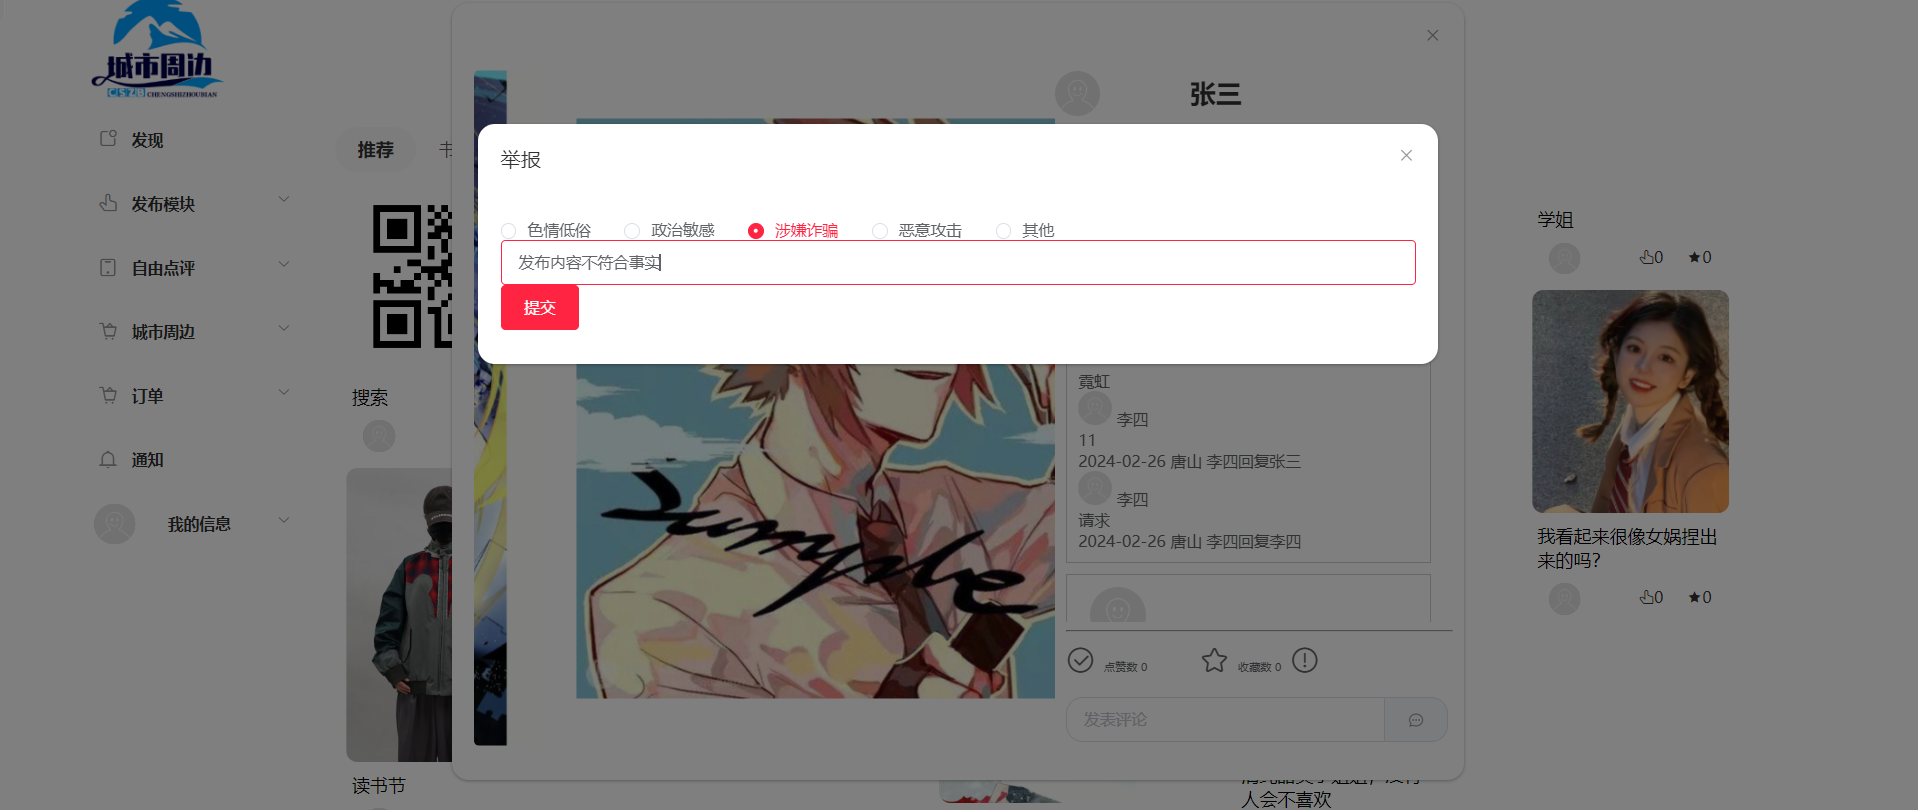 城市周边
CSZB CHENGSHIZHOUBIAN
发现
发布模块
自由点评
城市周边
订单
通知
我的信息
推荐
搜索
读书节
张三
举报
色情低俗 政治敏感 涉嫌诈骗 恶意攻击 其他
发布内容不符合事实
提交
霓虹
李四
11
2024-02-26 唐山 李四回复张三
李四
请求
2024-02-26 唐山 李四回复李四
点赞数 0 收藏数 0
发表评论
人会不喜欢
学姐
0 0
我看起来很像女娲捏出
来的吗?
0 0